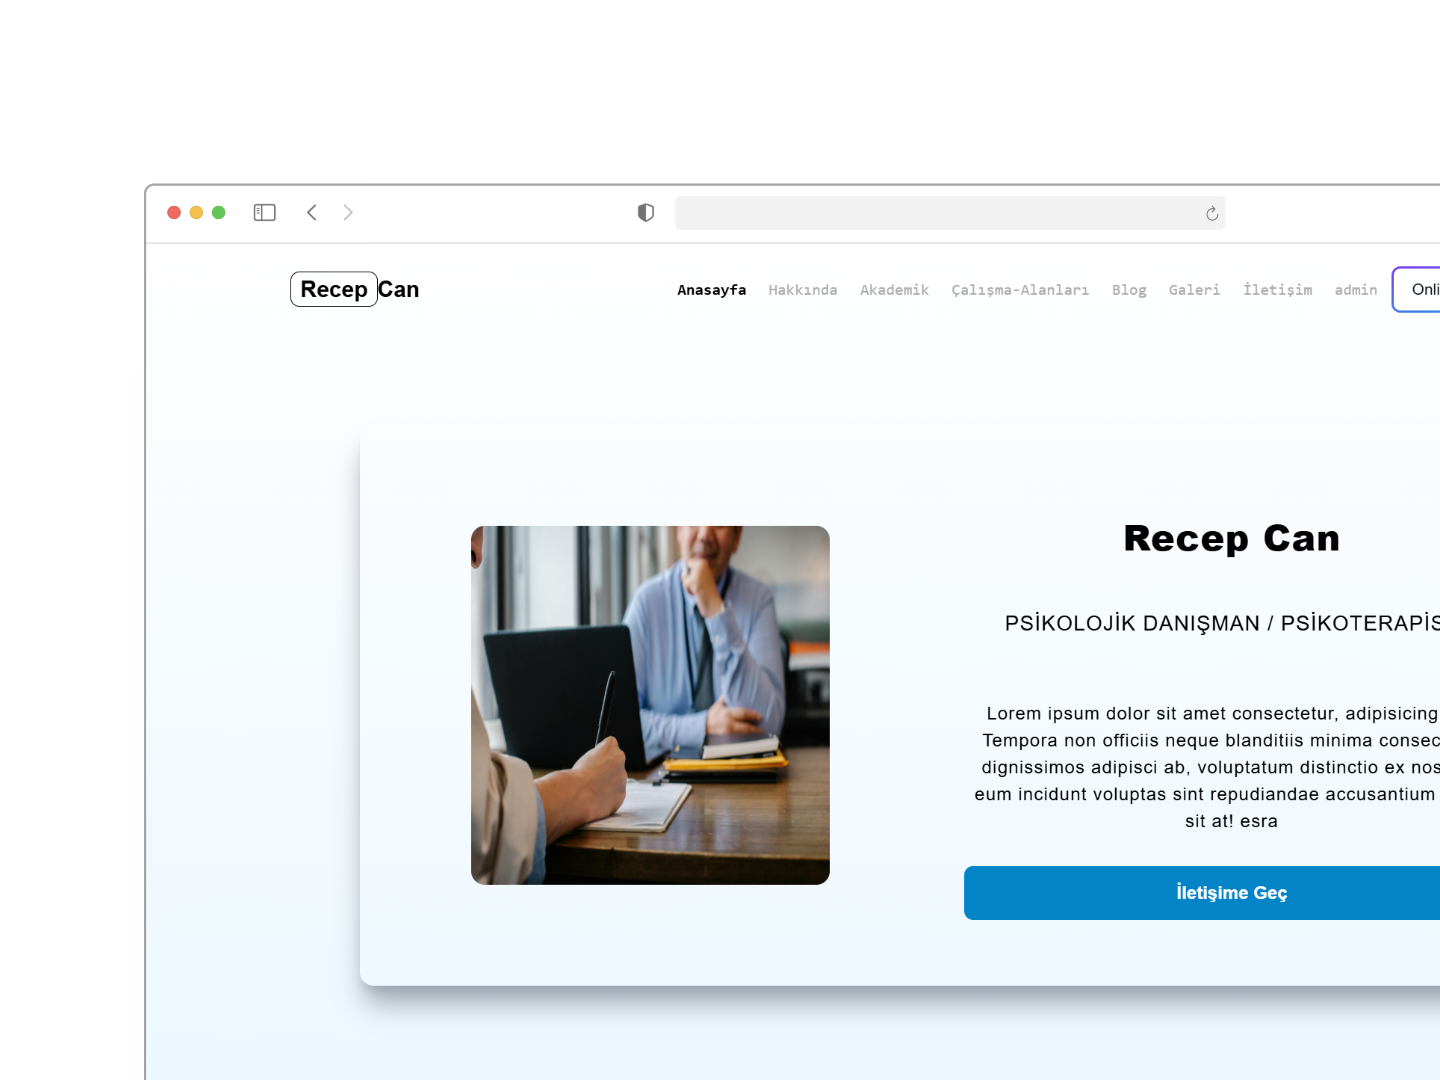 Recep Can
Anasayfa Hakkında Akademik Çalışma-Alanları Blog Galeri İletişim admin Onli
Recep Can
PSİKOLOJİK DANIŞMAN / PSİKOTERAPİS
Lorem ipsum dolor sit amet consectetur, adipisicing
Tempora non officiis neque blanditiis minima consec
dignissimos adipisci ab, voluptatum distinctio ex nos
eum incidunt voluptas sint repudiandae accusantium
sit at! esra
İletişime Geç